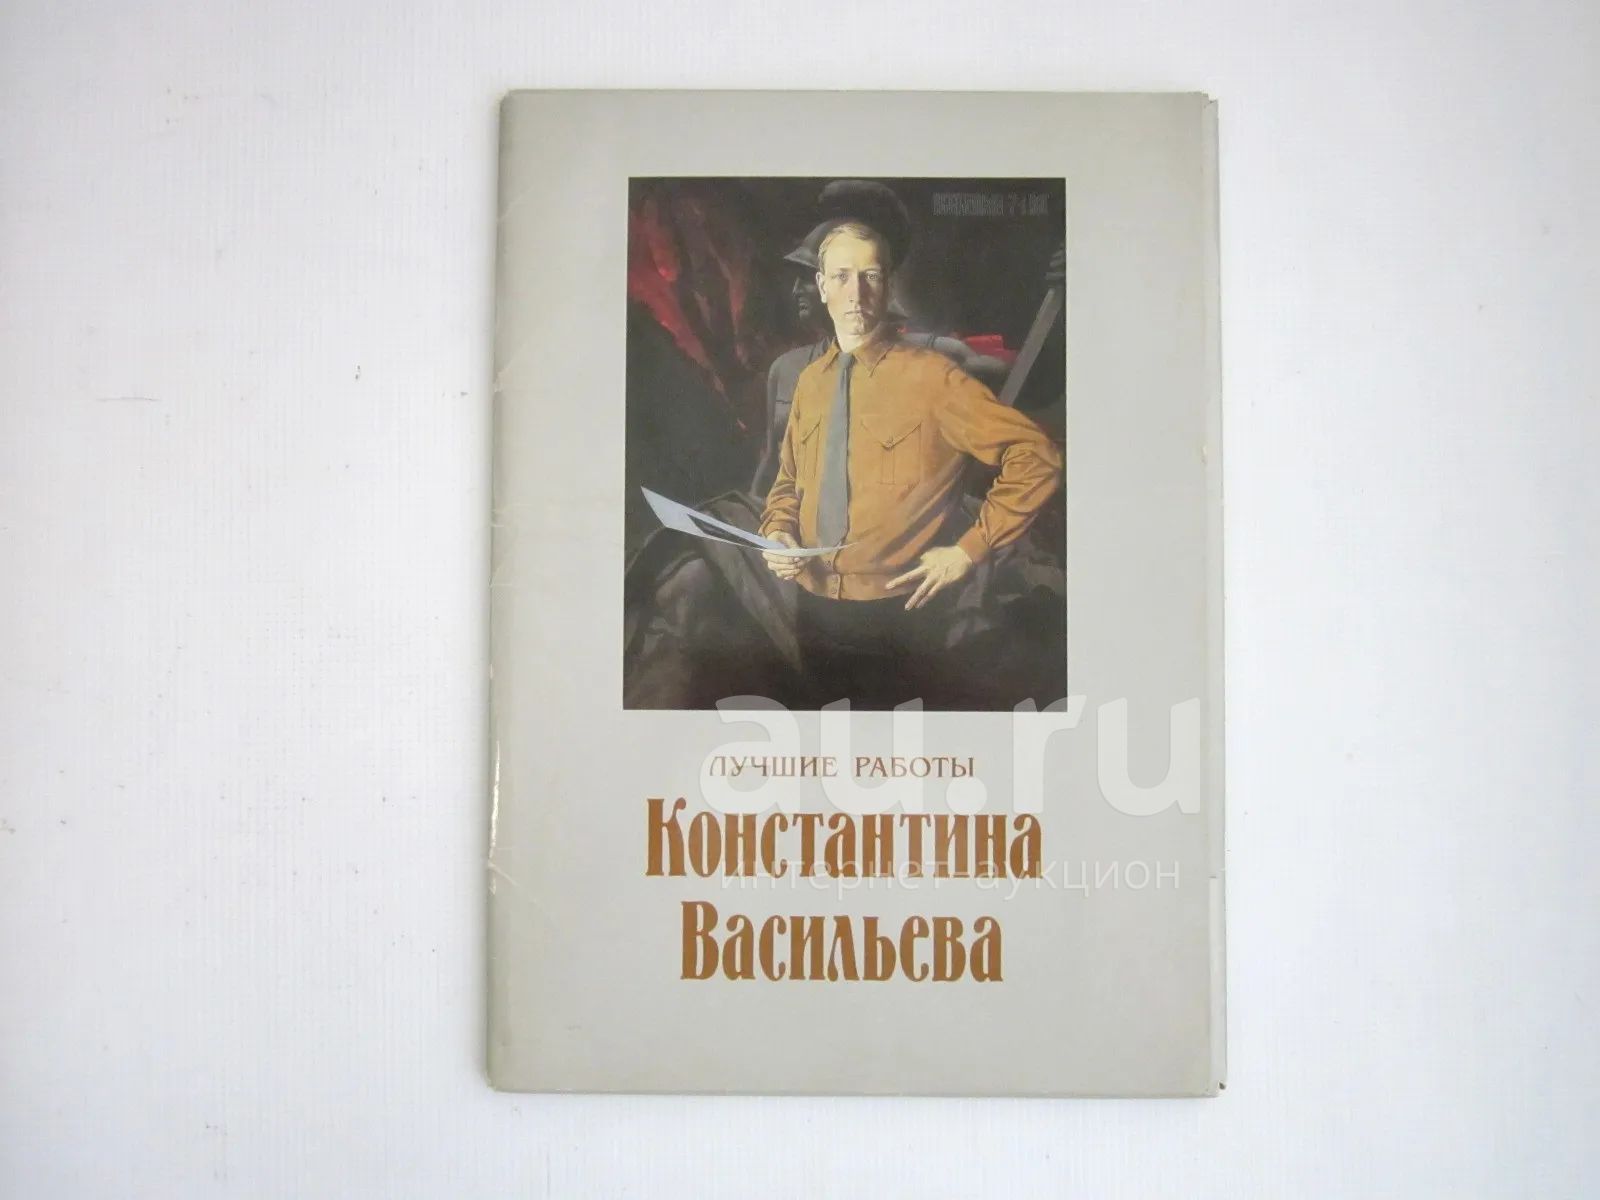 ЛУЧШИЕ РАБОТЫ
au.ru
Константина
интернет-аукцион
Васильева